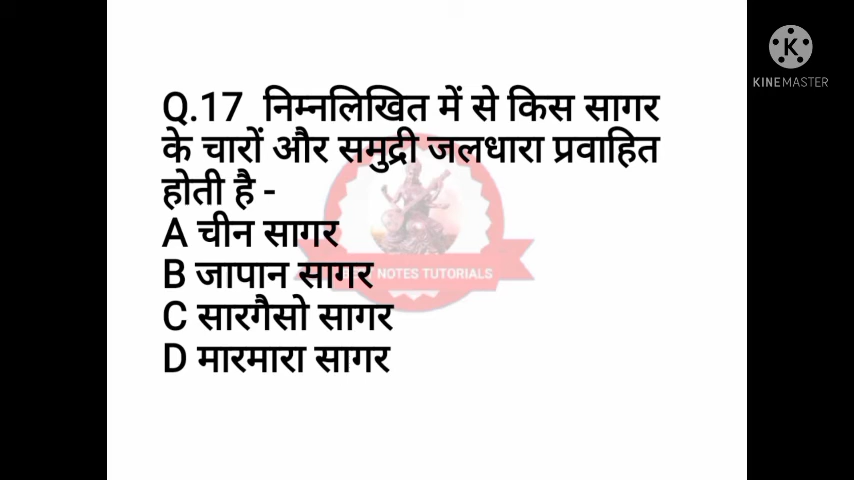 K
KINEMASTER
Q.17 निम्नलिखित में से किस सागर
के चारों और समुद्री जलधारा प्रवाहित
होती है -
A चीन सागर
B जापान सागर
NOTES TUTORIALS
C सारगैसो सागर
D मारमारा सागर